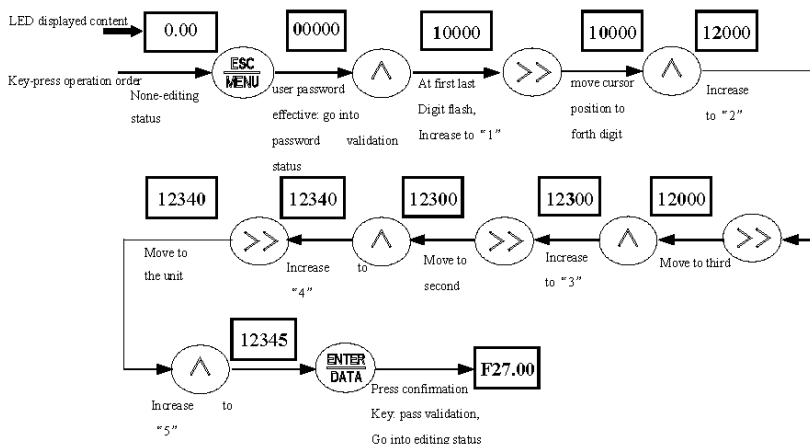 LED displayed content
0.00
00000
10000
10000
12000
ESC
MENU
Key-press operation order
None-editing
status
user password
effective: go into
password validation
status
At first last
Digit flash,
Increase to “1”
move cursor
position to
forth digit
Increase
to “2”
12340
12340
12300
12300
12000
Move to
the unit
Increase to
“4”
Move to
second
Increase
to “3”
Move to third
12345
ENTER
DATA
F27.00
Increase to
“5”
Press confirmation
Key: pass validation,
Go into editing status